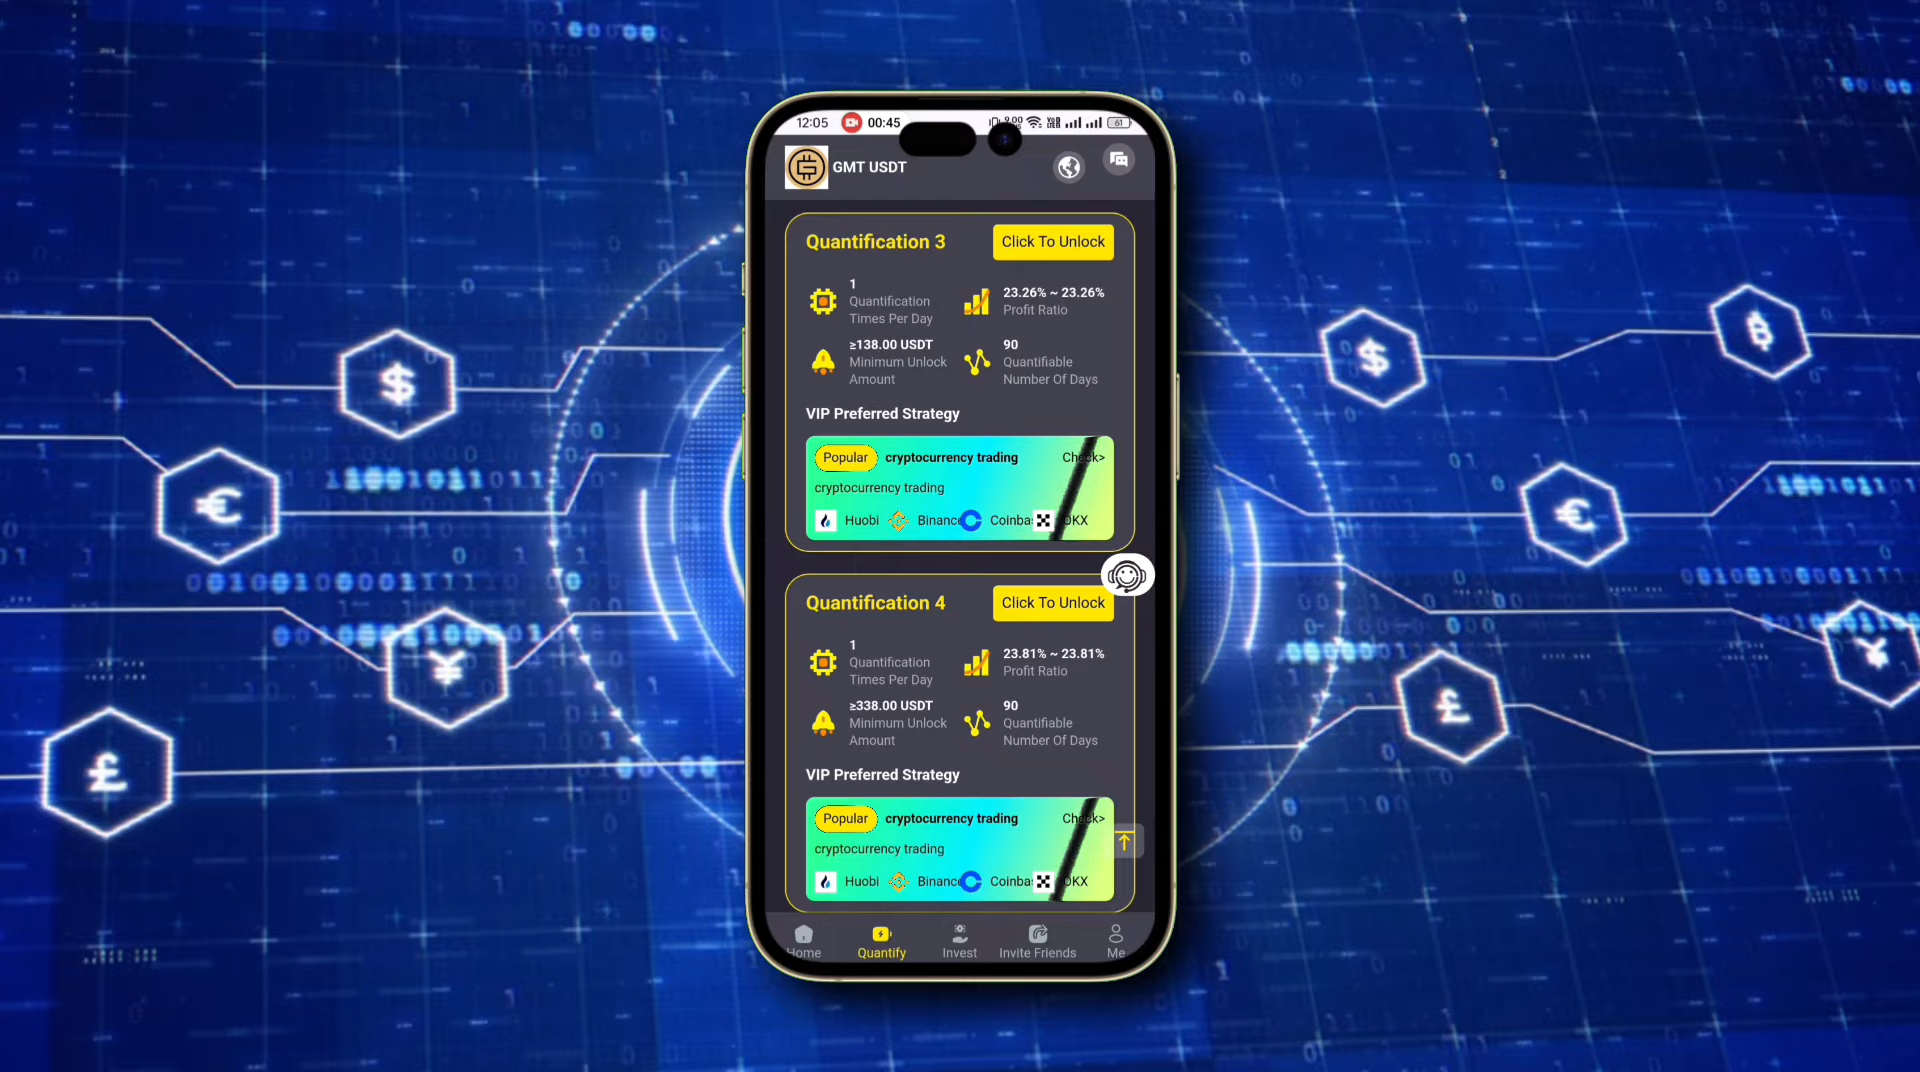 12:05 00:45 61
GMT USDT
Quantification 3 Click To Unlock
1
Quantification
Times Per Day
23.26% ~ 23.26%
Profit Ratio
≥138.00 USDT
Minimum Unlock
Amount
90
Quantifiable
Number Of Days
VIP Preferred Strategy
Popular cryptocurrency trading Check>
cryptocurrency trading
Huobi Binance Coinba OKX
Quantification 4 Click To Unlock
1
Quantification
Times Per Day
23.81% ~ 23.81%
Profit Ratio
≥338.00 USDT
Minimum Unlock
Amount
90
Quantifiable
Number Of Days
VIP Preferred Strategy
Popular cryptocurrency trading Check>
cryptocurrency trading
Huobi Binance Coinba OKX
Home Quantify Invest Invite Friends Me